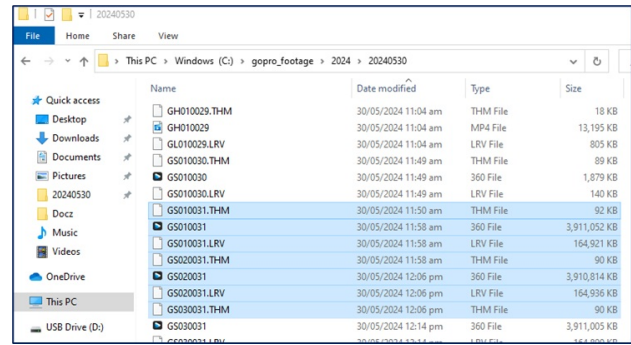 20240530
File Home Share View
This PC > Windows (C:) > gopro_footage > 2024 > 20240530
Name Date modified Type Size
Quick access
Desktop
Downloads
Documents
Pictures
20240530
Docz
Music
Videos
OneDrive
This PC
USB Drive (D:)
GH010029.THM 30/05/2024 11:04 am THM File 18 KB
GH010029 30/05/2024 11:04 am MP4 File 13,195 KB
GL010029.LRV 30/05/2024 11:04 am LRV File 805 KB
GS010030.THM 30/05/2024 11:49 am THM File 89 KB
GS010030 30/05/2024 11:49 am 360 File 1,879 KB
GS010030.LRV 30/05/2024 11:49 am LRV File 140 KB
GS010031.THM 30/05/2024 11:50 am THM File 92 KB
GS010031 30/05/2024 11:58 am 360 File 3,911,052 KB
GS010031.LRV 30/05/2024 11:58 am LRV File 164,921 KB
GS020031.THM 30/05/2024 11:58 am THM File 90 KB
GS020031 30/05/2024 12:06 pm 360 File 3,910,814 KB
GS020031.LRV 30/05/2024 12:06 pm LRV File 164,936 KB
GS030031.THM 30/05/2024 12:06 pm THM File 90 KB
GS030031 30/05/2024 12:14 pm 360 File 3,911,005 KB